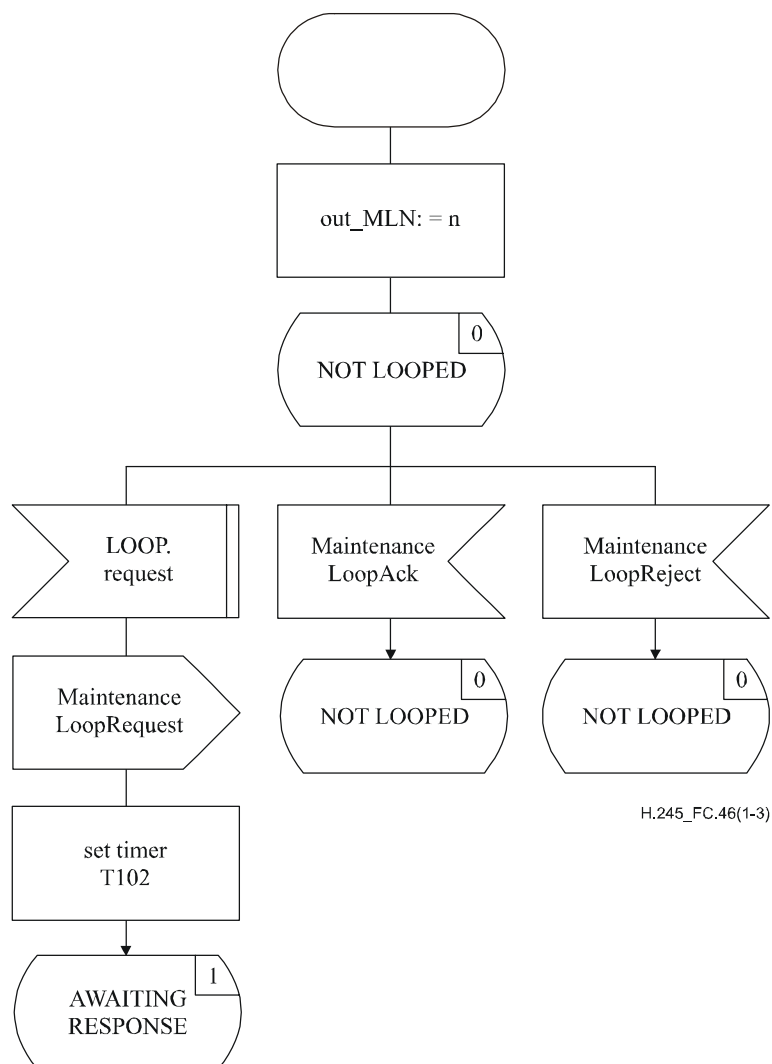 out_MLN: = n
0
NOT LOOPED
LOOP.
request
Maintenance
LoopAck
Maintenance
LoopReject
Maintenance
LoopRequest
0
NOT LOOPED
0
NOT LOOPED
H.245_FC.46(1-3)
set timer
T102
1
AWAITING
RESPONSE